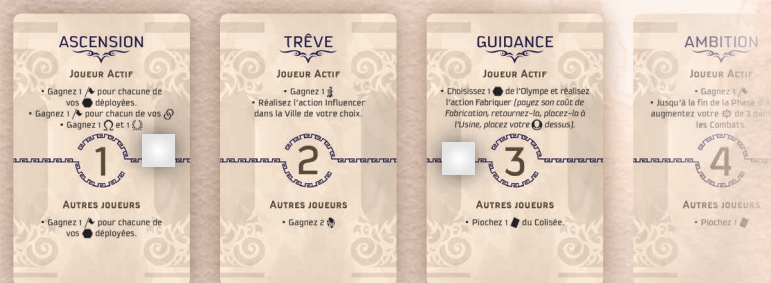 ASCENSION
JOUEUR ACTIF
• Gagnez 1 pour chacune de
vos déployées.
• Gagnez 1 pour chacun de vos
• Gagnez 1 et 1
1
AUTRES JOUEURS
• Gagnez 1 pour chacune de
vos déployées.
TRÊVE
JOUEUR ACTIF
• Gagnez 1
• Réalisez l'action Influencer
dans la Ville de votre choix.
2
AUTRES JOUEURS
• Gagnez 2
GUIDANCE
JOUEUR ACTIF
• Choisissez 1 de l'Olympe et réalisez
l'action Fabriquer (payez son coût de
Fabrication, retournez-la, placez-la à
l'Usine, placez votre dessus).
3
AUTRES JOUEURS
• Piochez 1 du Colisée.
AMBITION
JOUEUR ACTIF
• Gagnez 1
• Jusqu'à la fin de la Phase d'A
augmentez votre de 3 dan
les Combats.
4
AUTRES JOUEURS
• Piochez 1